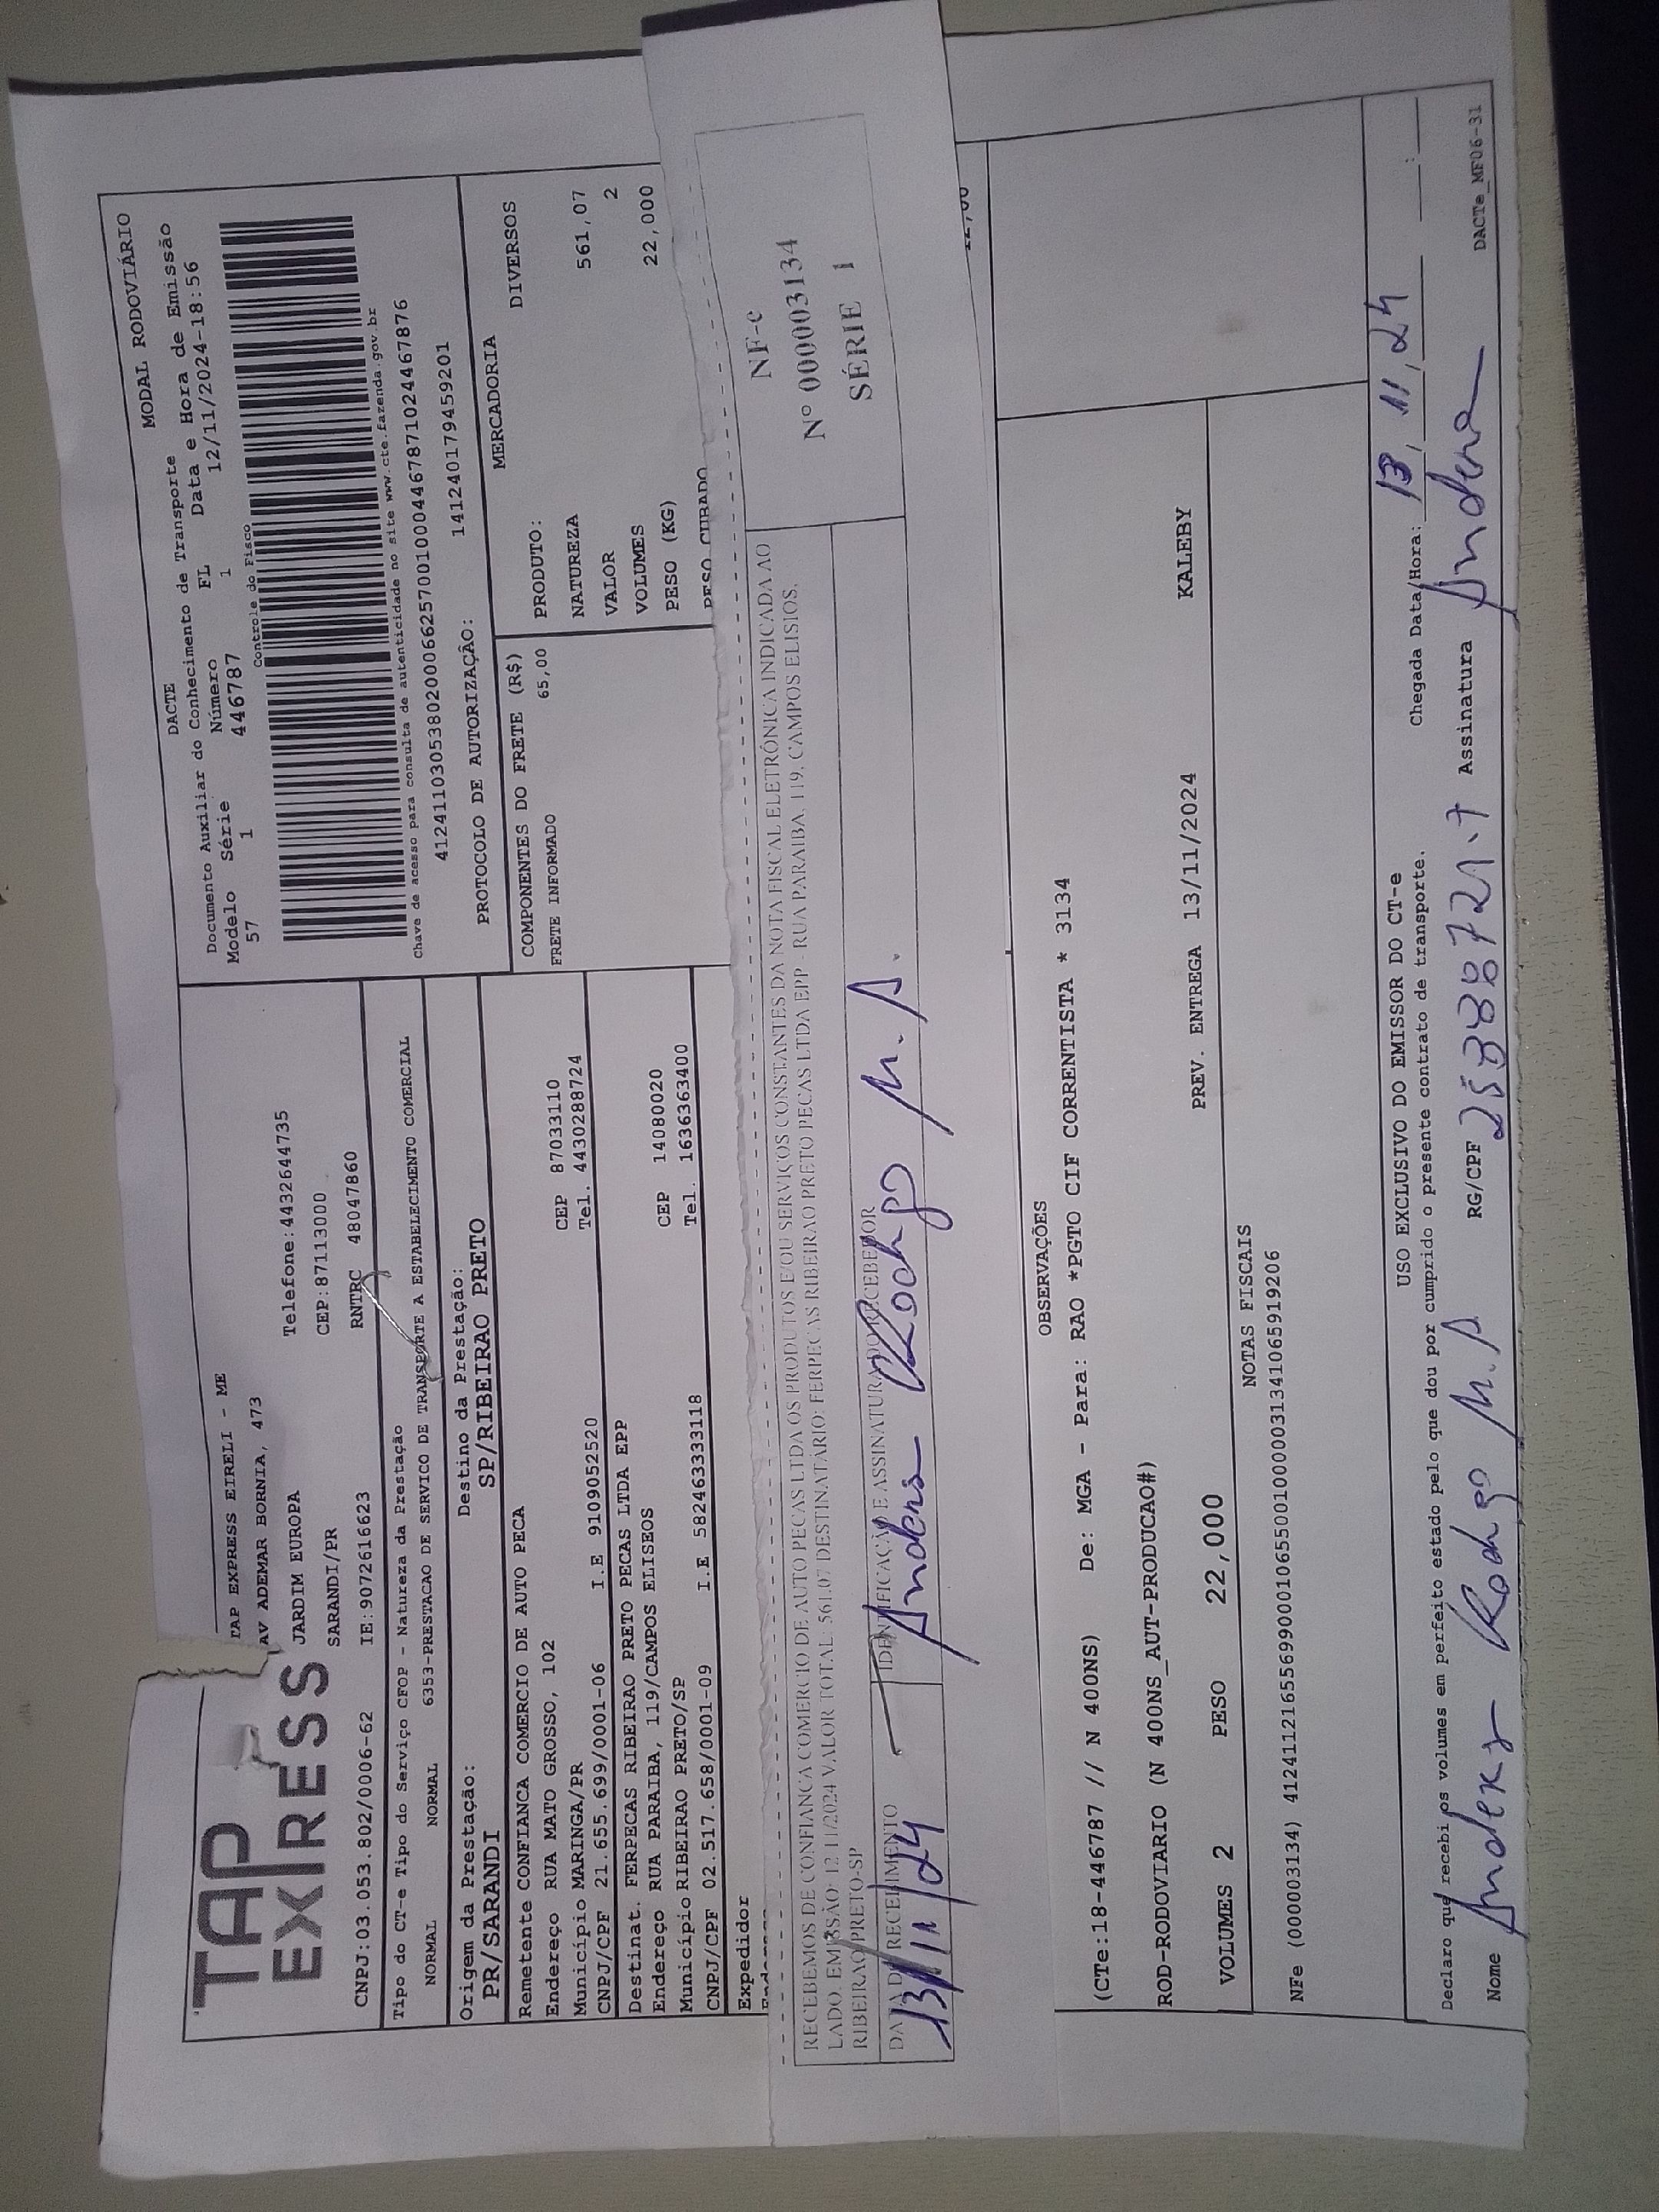 TAP
EXPRESS
TAP EXPRESS EIRELI - ME
AV ADEMAR BORNIA, 473
JARDIM EUROPA Telefone:4432644735
SARANDI/PR CEP:87113000
CNPJ:03.053.802/0006-62 IE:9072616623 RNTRC 48047860
MODAL RODOVIÁRIO
DACTE
Documento Auxiliar do Conhecimento de Transporte
Modelo Série Número FL Data e Hora de Emissão
57 1 446787 1 12/11/2024-18:56
Controle do Fisco
Chave de acesso para consulta de autenticidade no site www.cte.fazenda.gov.br
41241103053802000662570010004467871024467876
PROTOCOLO DE AUTORIZAÇÃO: 141240179459201
Tipo do CT-e Tipo do Serviço CFOP - Natureza da Prestação
NORMAL NORMAL 6353-PRESTACAO DE SERVICO DE TRANSPORTE A ESTABELECIMENTO COMERCIAL
Origem da Prestação: Destino da Prestação:
PR/SARANDI SP/RIBEIRAO PRETO
Remetente CONFIANCA COMERCIO DE AUTO PECA
Endereço RUA MATO GROSSO, 102 CEP 87033110
Município MARINGA/PR Tel. 4430288724
CNPJ/CPF 21.655.699/0001-06 I.E 9109052520
Destinat. FERPECAS RIBEIRAO PRETO PECAS LTDA EPP
Endereço RUA PARAIBA, 119/CAMPOS ELISEOS CEP 14080020
Município RIBEIRAO PRETO/SP Tel. 1636363400
CNPJ/CPF 02.517.658/0001-09 I.E 582463333118
Expedidor
COMPONENTES DO FRETE (R$)
FRETE INFORMADO 65,00
MERCADORIA
PRODUTO: DIVERSOS
NATUREZA
VALOR 561,07
VOLUMES 2
PESO (KG) 22,000
PESO CUBADO
RECEBEMOS DE CONFIANCA COMERCIO DE AUTO PECAS LTDA OS PRODUTOS E/OU SERVIÇOS CONSTANTES DA NOTA FISCAL ELETRÔNICA INDICADA AO
LADO. EMISSÃO: 12/11/2024 VALOR TOTAL: 561,07 DESTINATÁRIO: FERPECAS RIBEIRAO PRETO PECAS LTDA EPP - RUA PARAIBA, 119, CAMPOS ELISIOS,
RIBEIRAO PRETO-SP
DATA DE RECEBIMENTO IDENTIFICAÇÃO E ASSINATURA DO RECEBEDOR
13/11/24 M. A.
NF-e
Nº 000003134
SÉRIE 1
OBSERVAÇÕES
(CTe:18-446787 // N 400NS) De: MGA - Para: RAO *PGTO CIF CORRENTISTA * 3134
ROD-RODOVIARIO (N 400NS_AUT-PRODUCAO#)
VOLUMES 2 PESO 22,000 PREV. ENTREGA 13/11/2024 KALEBY
NOTAS FISCAIS
NFe (000003134) 41241121655699000106550010000031341065919206
USO EXCLUSIVO DO EMISSOR DO CT-e
Declaro que recebi os volumes em perfeito estado pelo que dou por cumprido o presente contrato de transporte. Chegada Data/Hora: 13, 11, 24 :
Nome M. A RG/CPF Assinatura
DACTe_MF06-31